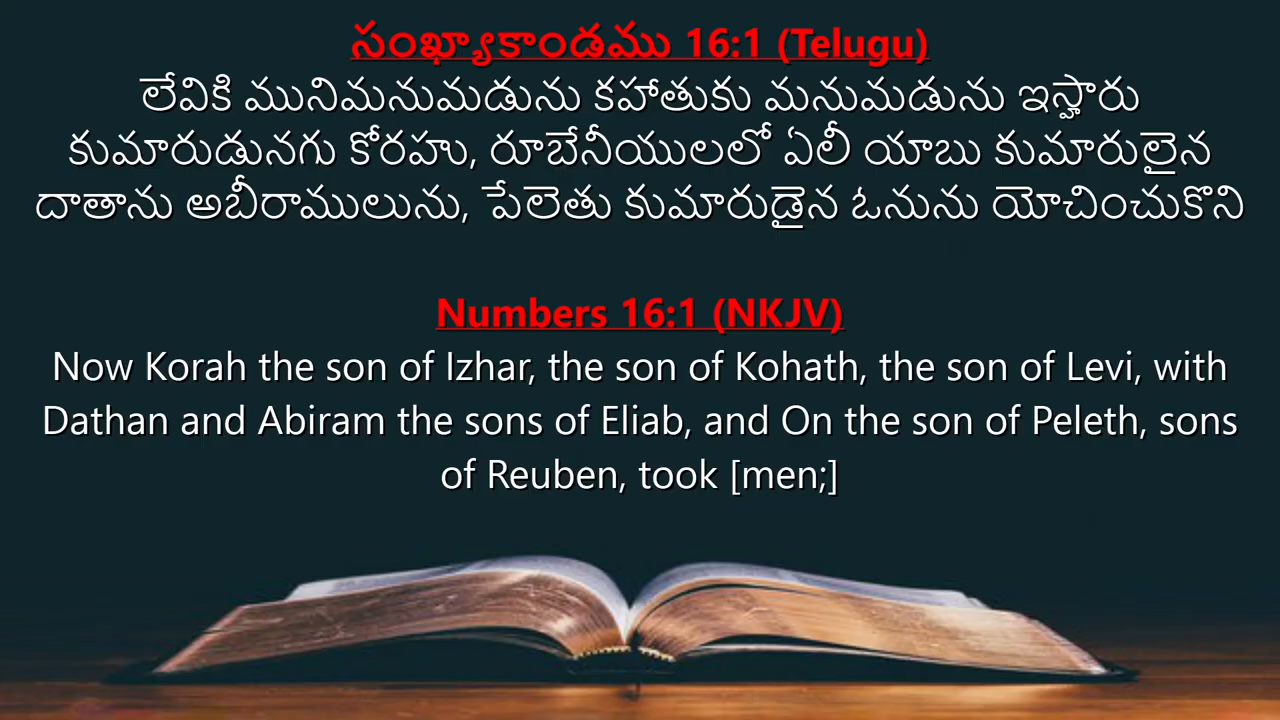 సంఖ్యాకాండము 16:1 (Telugu)
లేవికి మునిమనుమడును కహాతుకు మనుమడును ఇస్హారు
కుమారుడునగు కోరహు, రూబేనీయులలో ఏలీ యాబు కుమారులైన
దాతాను అబీరాములును, పేలెతు కుమారుడైన ఓనును యోచించుకొని
Numbers 16:1 (NKJV)
Now Korah the son of Izhar, the son of Kohath, the son of Levi, with
Dathan and Abiram the sons of Eliab, and On the son of Peleth, sons
of Reuben, took [men;]